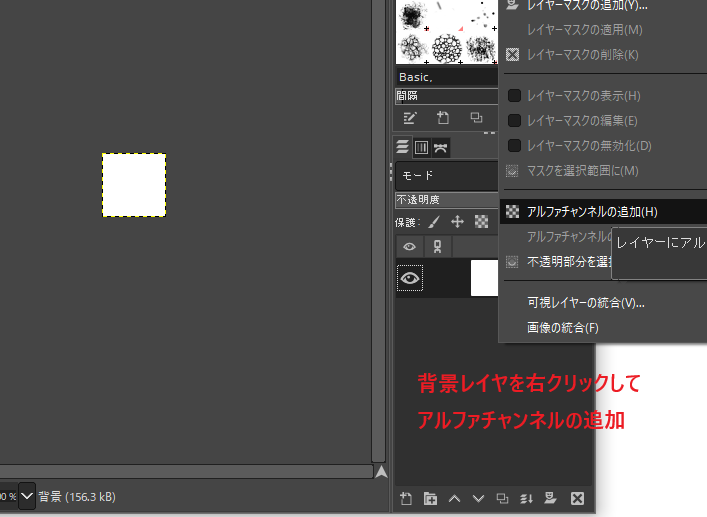 レイヤーマスクの追加(Y)...
レイヤーマスクの適用(M)
レイヤーマスクの削除(K)
Basic,
間隔
レイヤーマスクの表示(H)
レイヤーマスクの編集(E)
レイヤーマスクの無効化(D)
マスクを選択範囲に(M)
モード
不透明度
アルファチャンネルの追加(H)
保護:
アルファチャンネルの
レイヤーにアル
不透明部分を選択
可視レイヤーの統合(V)...
画像の統合(F)
背景レイヤを右クリックして
アルファチャンネルの追加
00 %
背景 (156.3 kB)